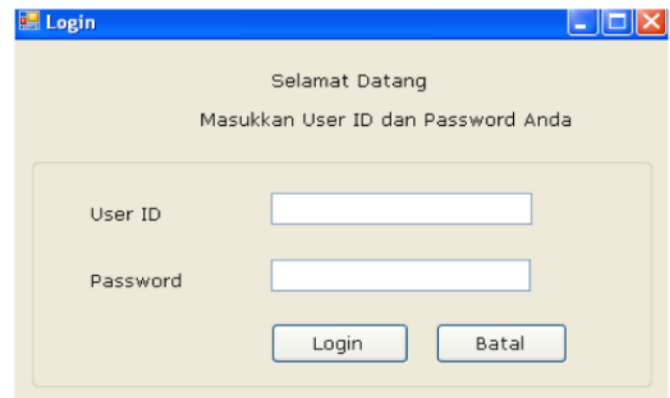 Login
Selamat Datang
Masukkan User ID dan Password Anda
User ID
Password
Login Batal